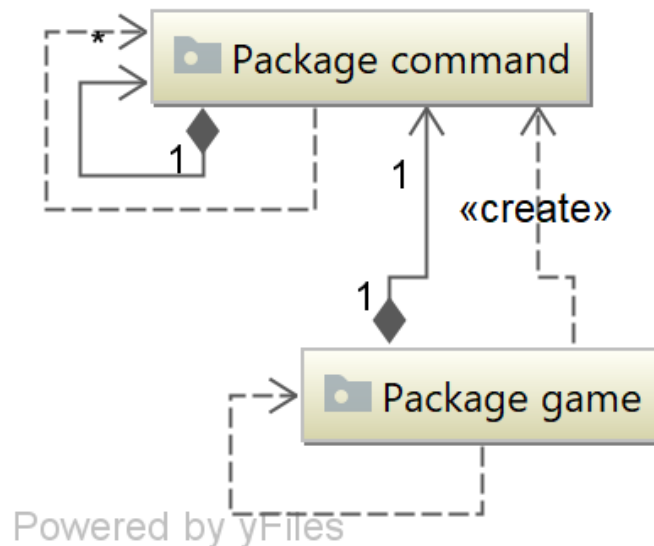 *
Package command
1
1
«create»
1
Package game
Powered by yFiles